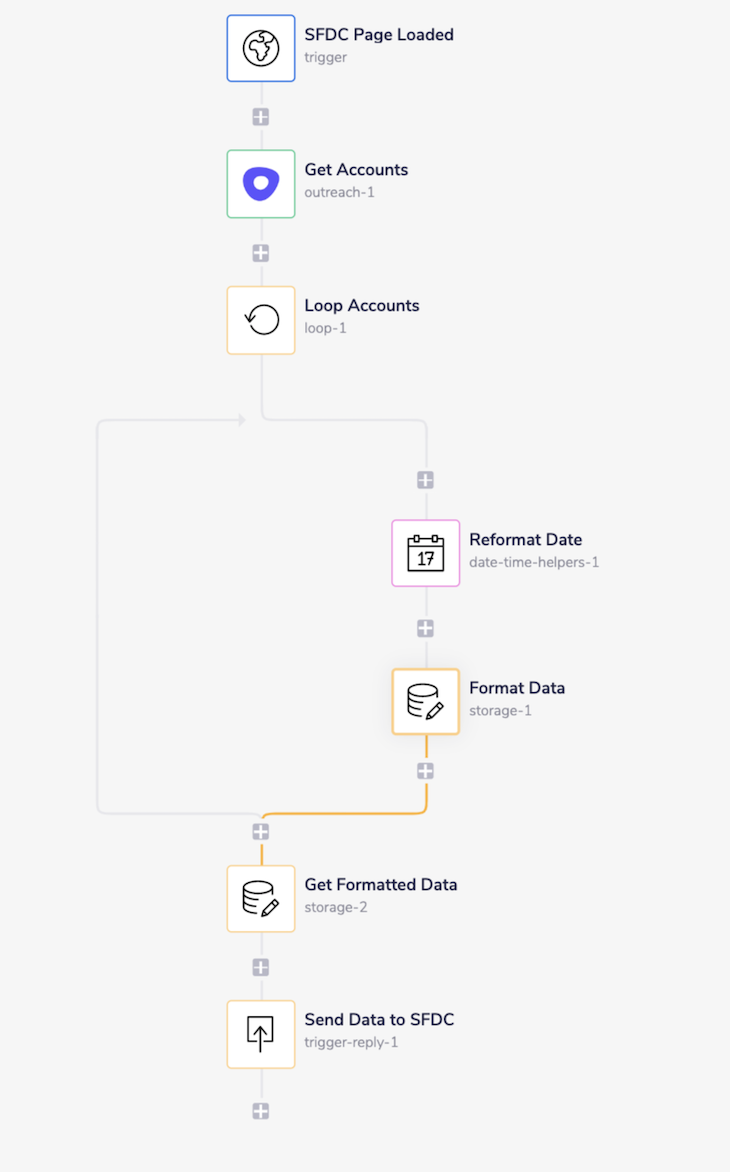 SFDC Page Loaded
trigger
Get Accounts
outreach-1
Loop Accounts
loop-1
Reformat Date
17
date-time-helpers-1
Format Data
storage-1
Get Formatted Data
storage-2
Send Data to SFDC
trigger-reply-1